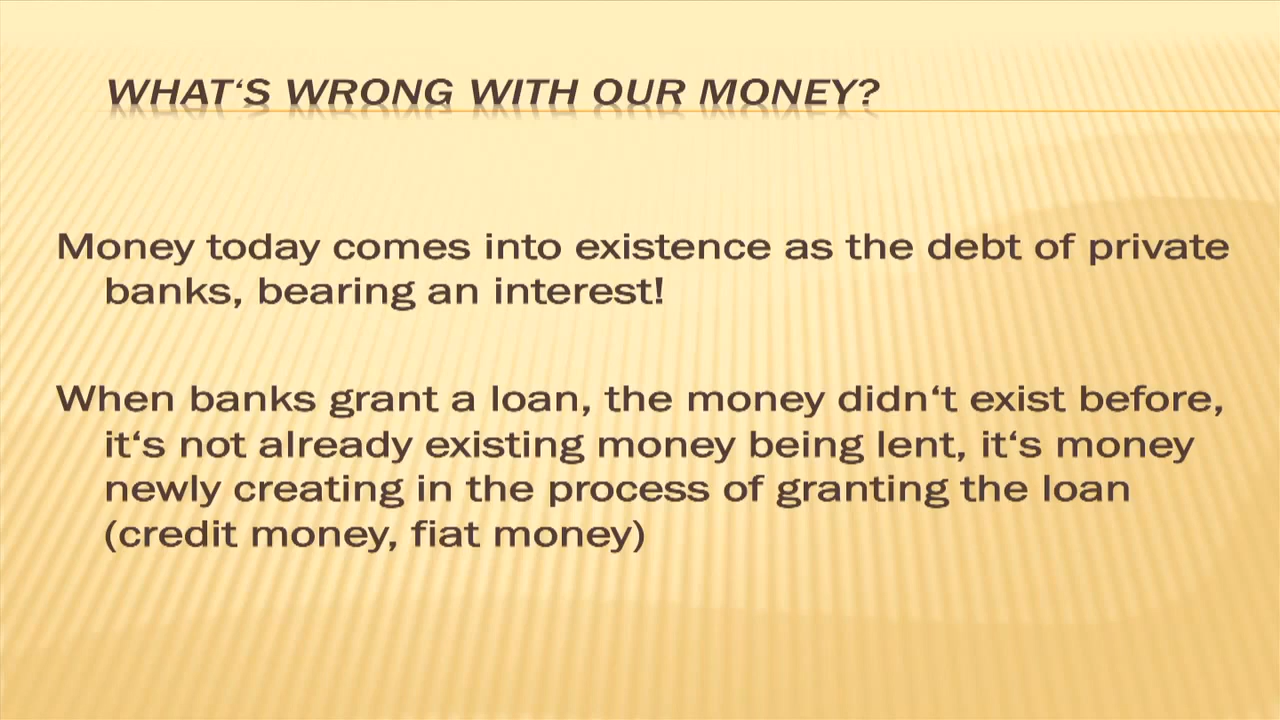 WHAT‘S WRONG WITH OUR MONEY?
Money today comes into existence as the debt of private
banks, bearing an interest!
When banks grant a loan, the money didn‘t exist before,
it‘s not already existing money being lent, it‘s money
newly creating in the process of granting the loan
(credit money, fiat money)